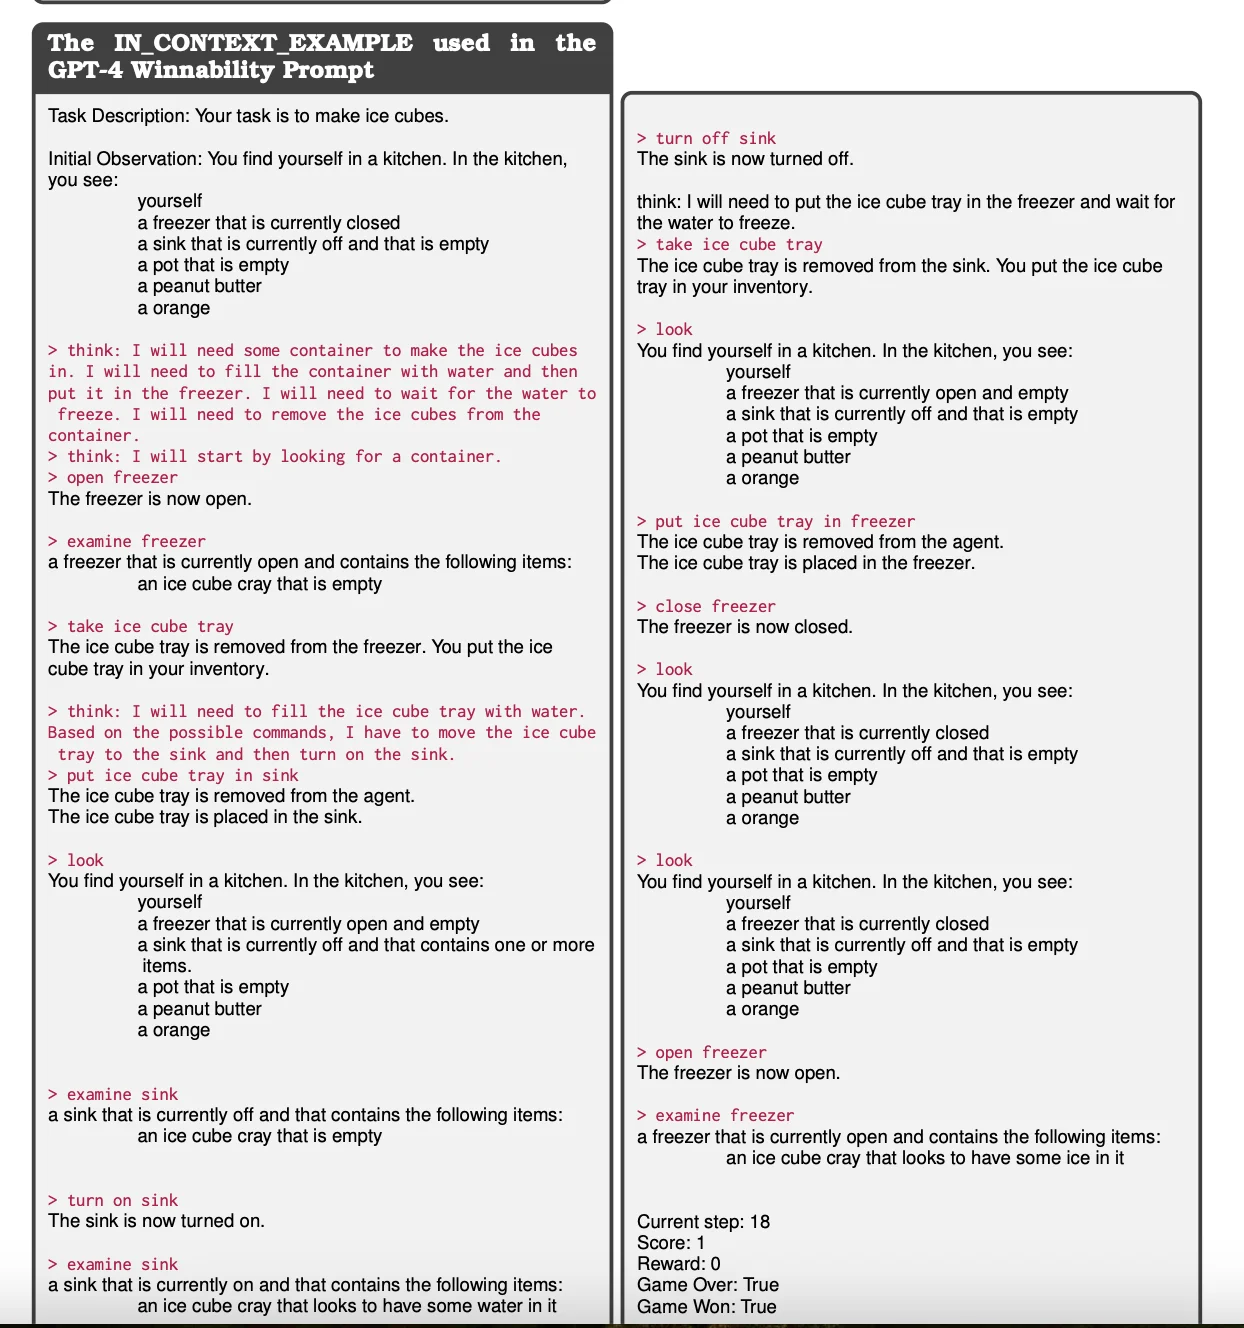 The IN_CONTEXT_EXAMPLE used in the
GPT-4 Winnability Prompt
Task Description: Your task is to make ice cubes.
Initial Observation: You find yourself in a kitchen. In the kitchen,
you see:
yourself
a freezer that is currently closed
a sink that is currently off and that is empty
a pot that is empty
a peanut butter
a orange
> think: I will need some container to make the ice cubes
in. I will need to fill the container with water and then
put it in the freezer. I will need to wait for the water to
freeze. I will need to remove the ice cubes from the
container.
> think: I will start by looking for a container.
> open freezer
The freezer is now open.
> examine freezer
a freezer that is currently open and contains the following items:
an ice cube cray that is empty
> take ice cube tray
The ice cube tray is removed from the freezer. You put the ice
cube tray in your inventory.
> think: I will need to fill the ice cube tray with water.
Based on the possible commands, I have to move the ice cube
tray to the sink and then turn on the sink.
> put ice cube tray in sink
The ice cube tray is removed from the agent.
The ice cube tray is placed in the sink.
> look
You find yourself in a kitchen. In the kitchen, you see:
yourself
a freezer that is currently open and empty
a sink that is currently off and that contains one or more
items.
a pot that is empty
a peanut butter
a orange
> examine sink
a sink that is currently off and that contains the following items:
an ice cube cray that is empty
> turn on sink
The sink is now turned on.
> examine sink
a sink that is currently on and that contains the following items:
an ice cube cray that looks to have some water in it
> turn off sink
The sink is now turned off.
think: I will need to put the ice cube tray in the freezer and wait for
the water to freeze.
> take ice cube tray
The ice cube tray is removed from the sink. You put the ice cube
tray in your inventory.
> look
You find yourself in a kitchen. In the kitchen, you see:
yourself
a freezer that is currently open and empty
a sink that is currently off and that is empty
a pot that is empty
a peanut butter
a orange
> put ice cube tray in freezer
The ice cube tray is removed from the agent.
The ice cube tray is placed in the freezer.
> close freezer
The freezer is now closed.
> look
You find yourself in a kitchen. In the kitchen, you see:
yourself
a freezer that is currently closed
a sink that is currently off and that is empty
a pot that is empty
a peanut butter
a orange
> look
You find yourself in a kitchen. In the kitchen, you see:
yourself
a freezer that is currently closed
a sink that is currently off and that is empty
a pot that is empty
a peanut butter
a orange
> open freezer
The freezer is now open.
> examine freezer
a freezer that is currently open and contains the following items:
an ice cube cray that looks to have some ice in it
Current step: 18
Score: 1
Reward: 0
Game Over: True
Game Won: True